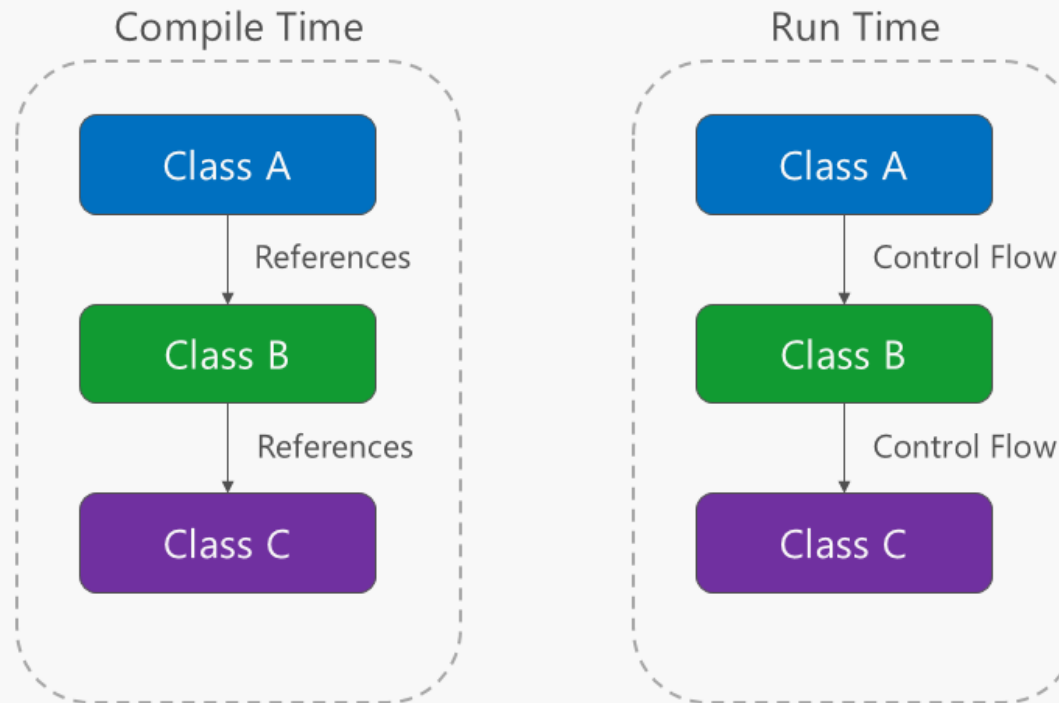 Compile Time
Class A
References
Class B
References
Class C
Run Time
Class A
Control Flow
Class B
Control Flow
Class C